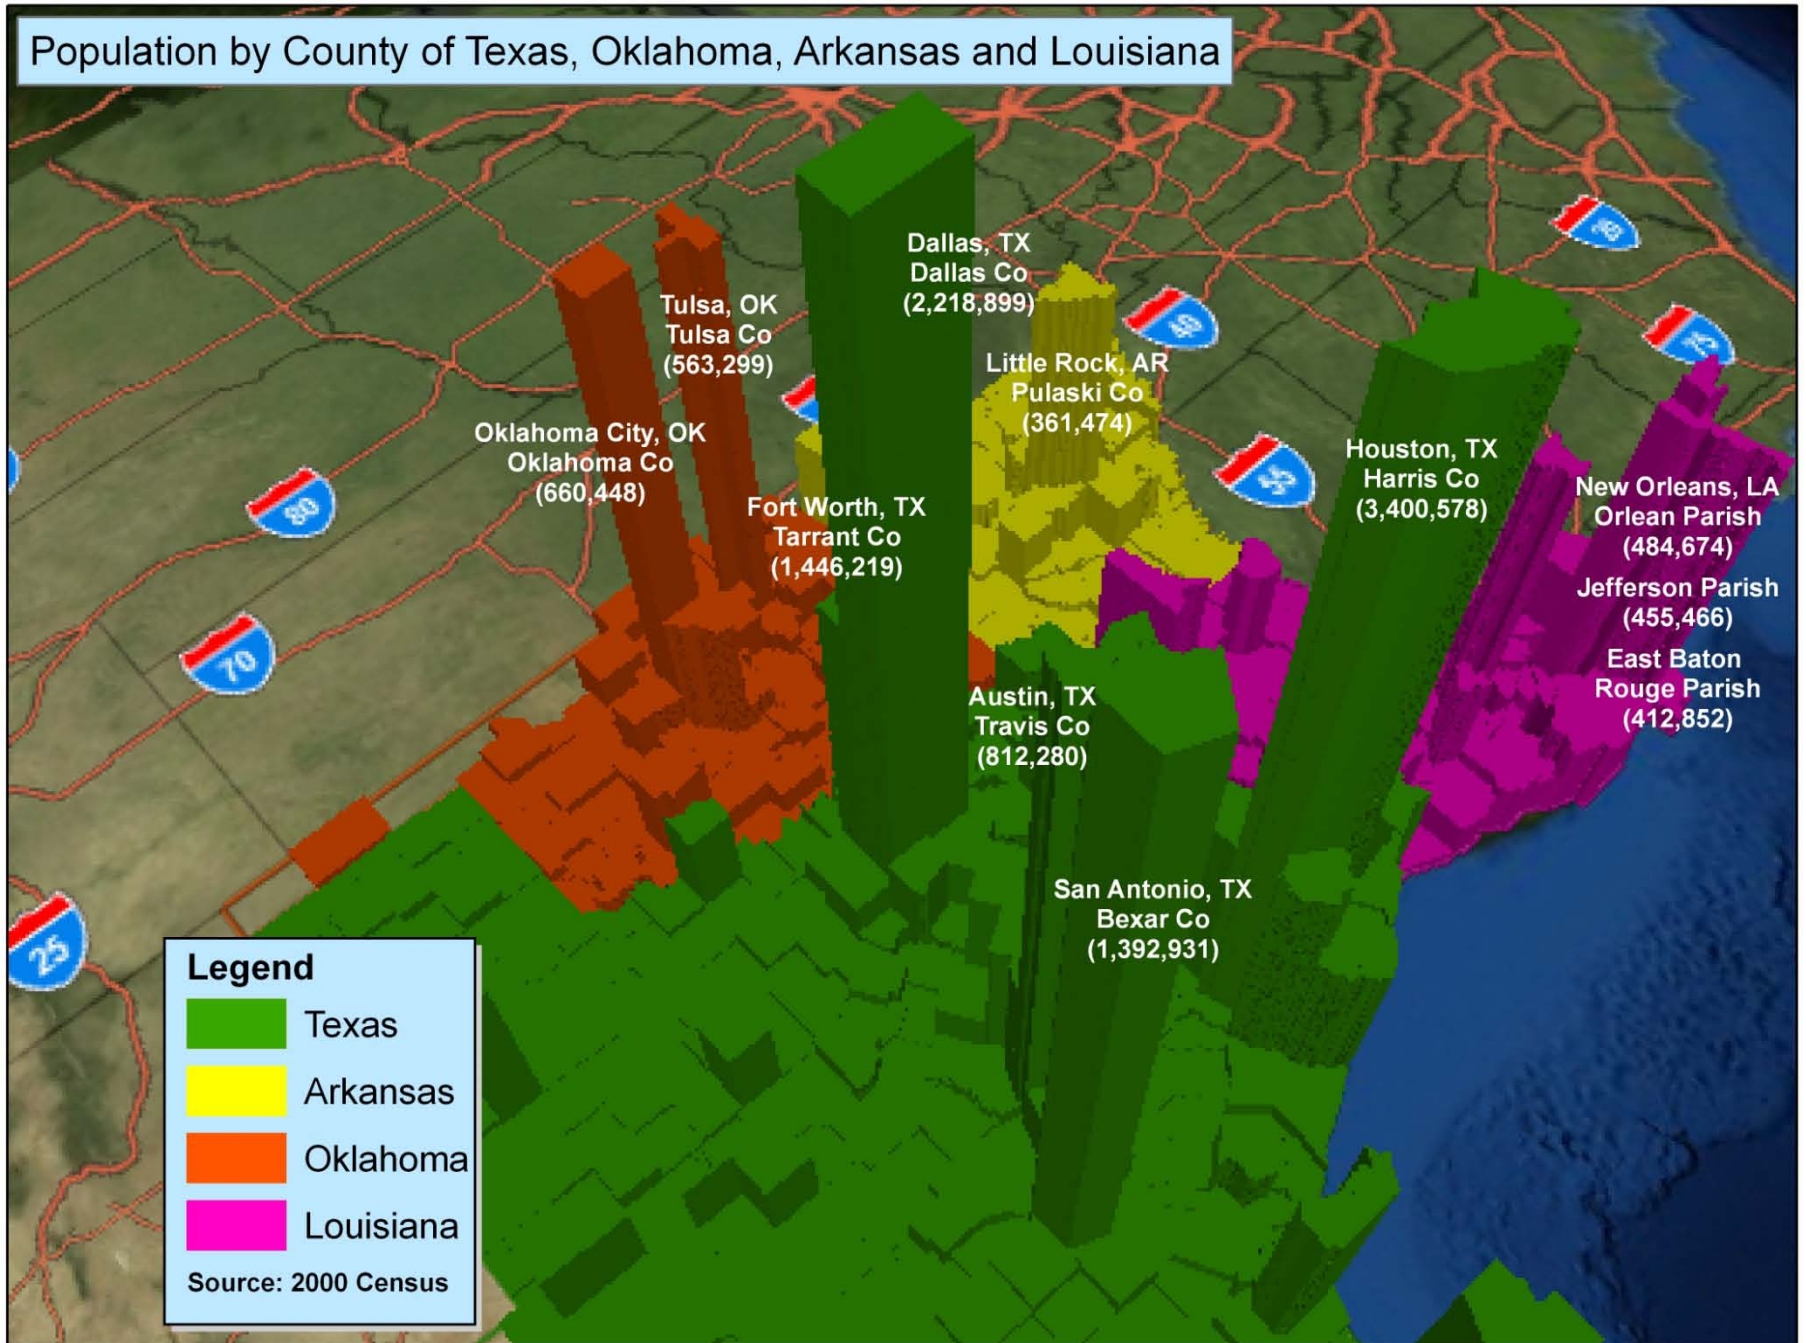 Population by County of Texas, Oklahoma, Arkansas and Louisiana
Dallas, TX
Dallas Co
(2,218,899)
Tulsa, OK
Tulsa Co
(563,299)
Little Rock, AR
Pulaski Co
(361,474)
40
Oklahoma City, OK
Oklahoma Co
(660,448)
Houston, TX
Harris Co
(3,400,578)
New Orleans, LA
Orlean Parish
(484,674)
Jefferson Parish
(455,466)
East Baton
Rouge Parish
(412,852)
Fort Worth, TX
Tarrant Co
(1,446,219)
80
55
70
Austin, TX
Travis Co
(812,280)
San Antonio, TX
Bexar Co
(1,392,931)
25
Legend
Texas
Arkansas
Oklahoma
Louisiana
Source: 2000 Census